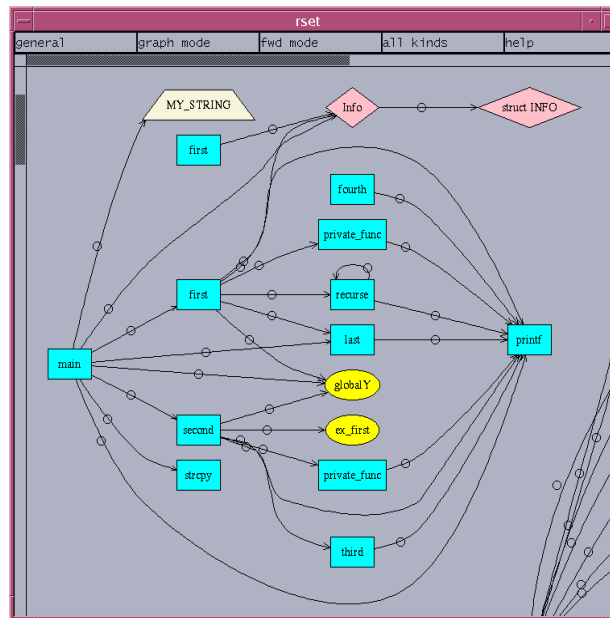 rset
general graph mode fwd mode all kinds help
MY_STRING Info struct INFO
first
fourth
private_func
first recurse
last printf
main
globalY
second ex_first
strcpy private_func
third